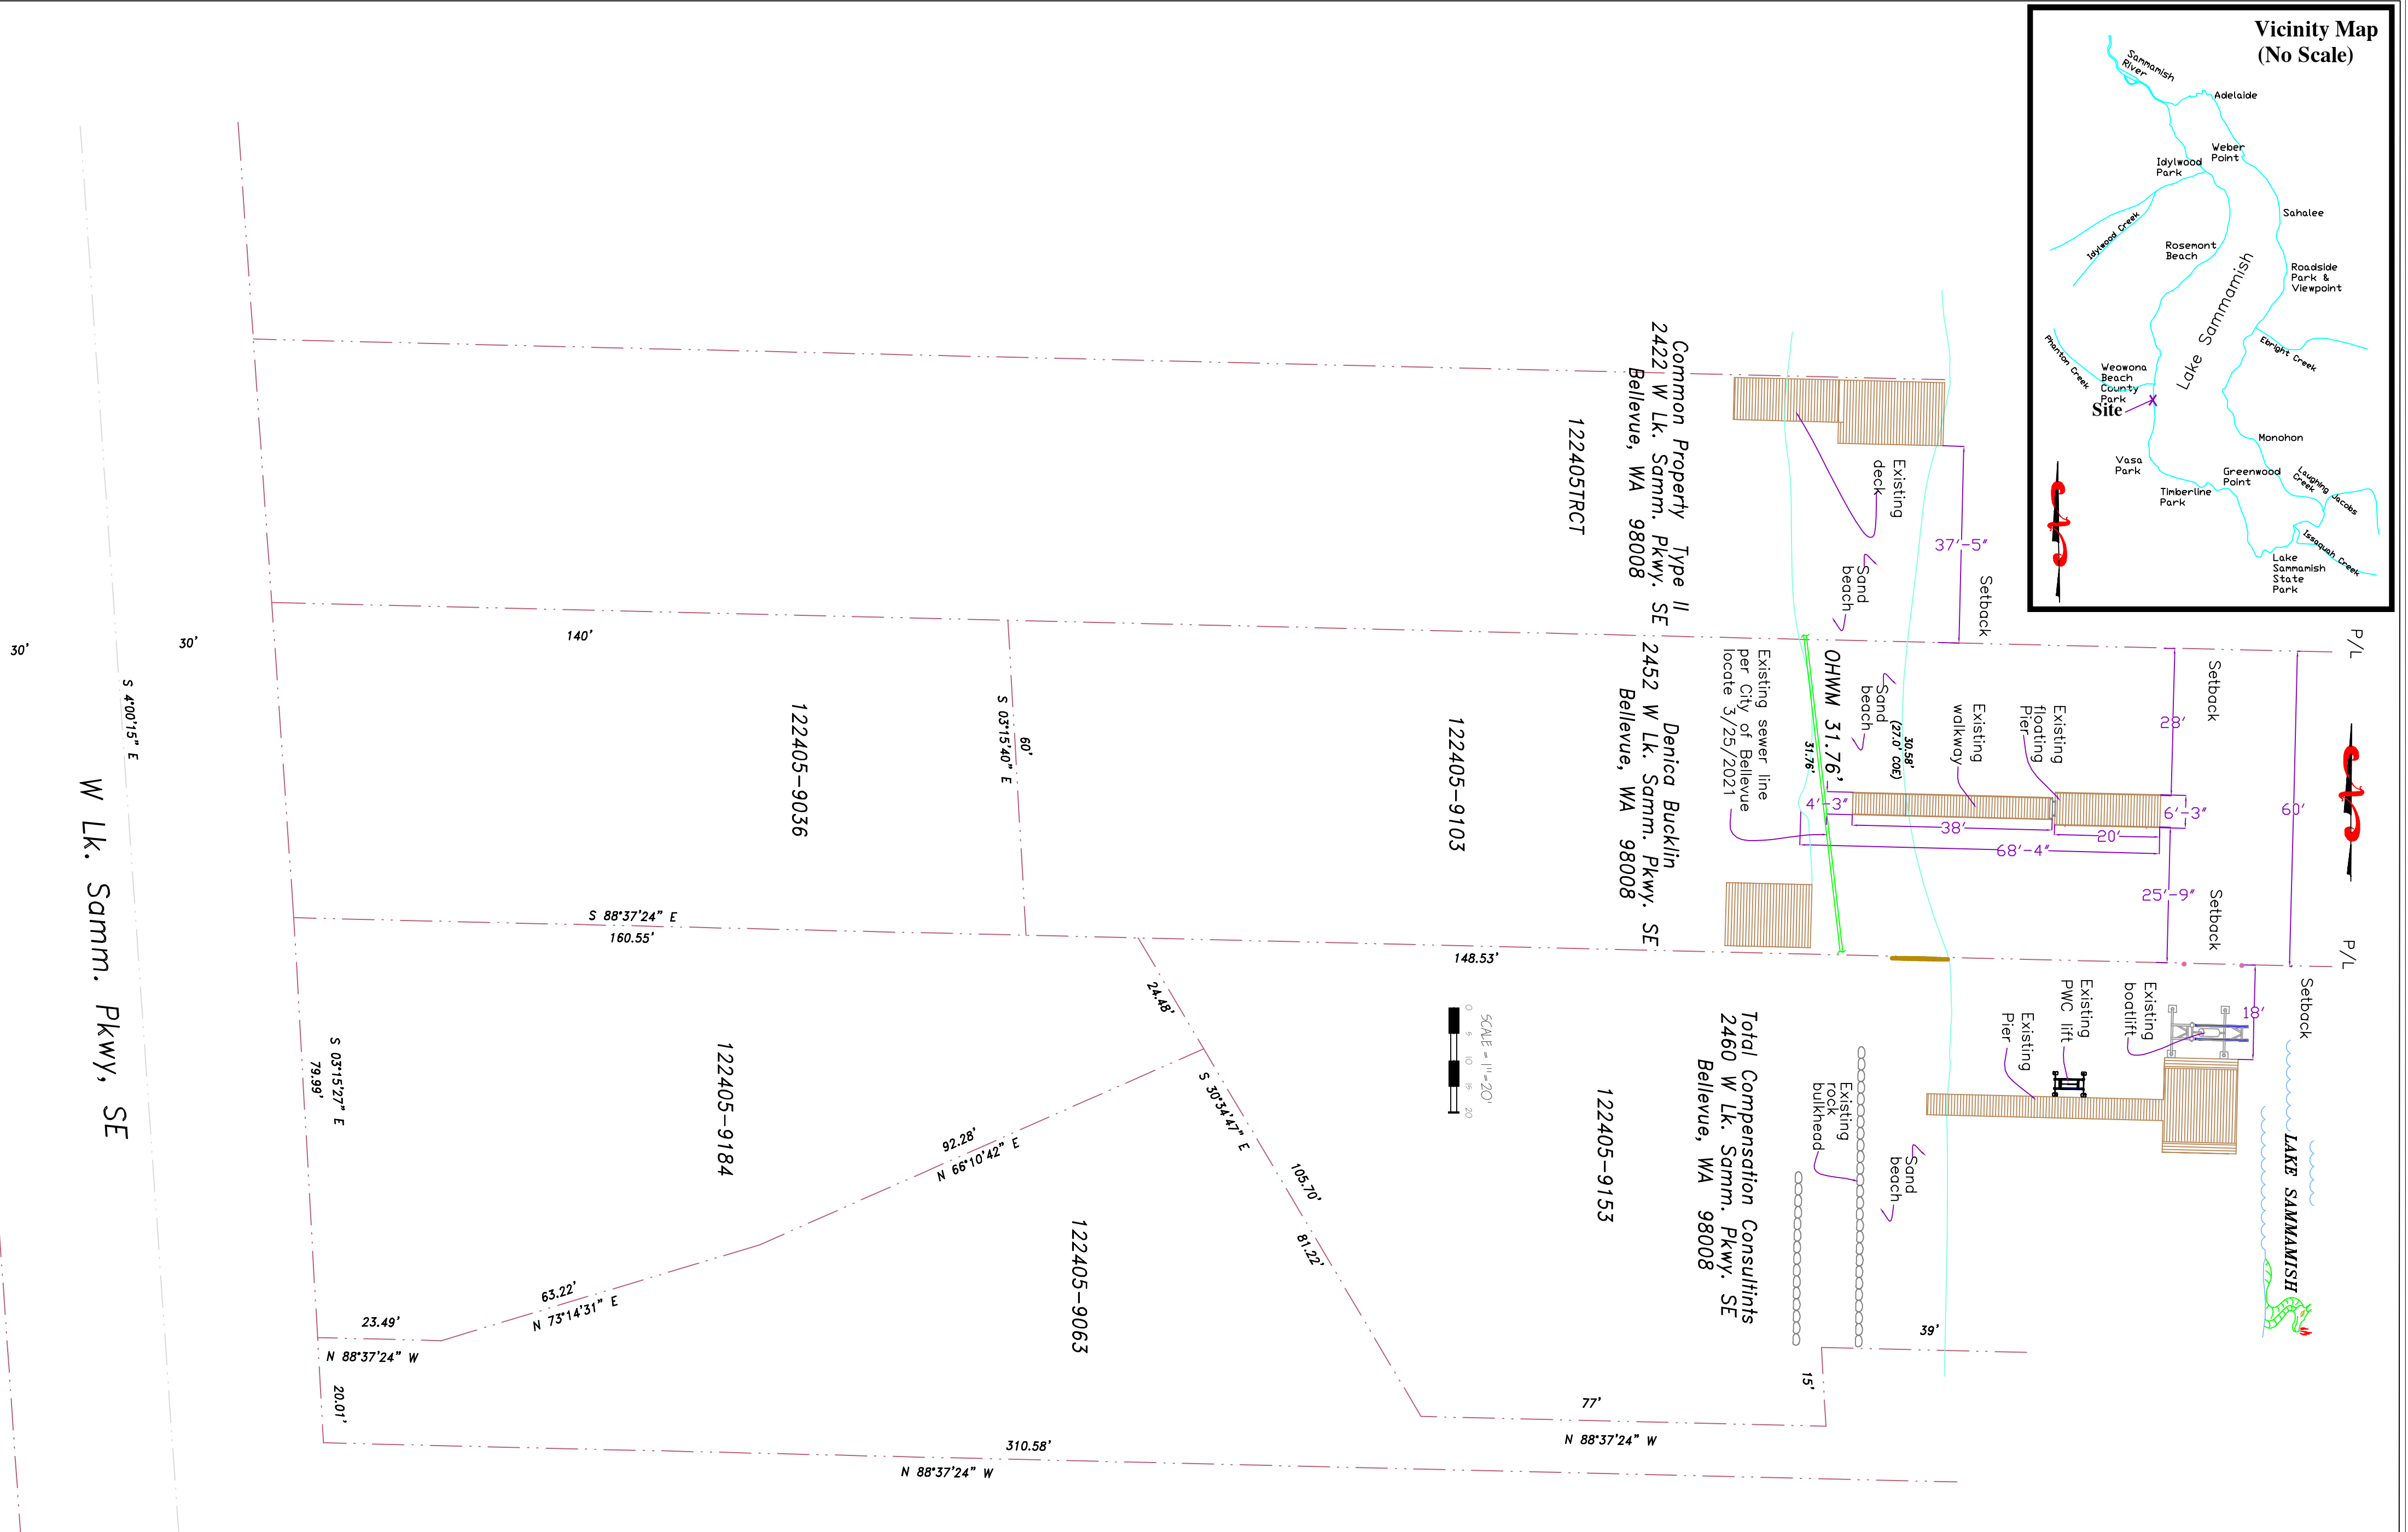 Vicinity Map
(No Scale)
Sammamish
River
Adelaide
Weber
Point
Idylwood
Park
Idylwood Creek
Sahalee
Rosemont
Beach
Roadside
Park &
Viewpoint
Lake Sammamish
Ebright Creek
Phanton Creek
Weowona
Beach
County
Park
Site
X
Monohon
Vasa
Park
Greenwood
Point
Timberline
Park
Laughing Jacobs
Creek
Issaquah Creek
Lake
Sammamish
State
Park
Common Property Type II
2422 W Lk. Samm. Pkwy. SE
Bellevue, WA 98008
122405TRCT
Existing
deck
Sand
beach
37'-5"
Setback
P/L
Setback
28'
60'
6'-3"
Existing
floating
Pier
Existing
walkway
Sand
beach
30.58'
(27.0' COE)
OHWM 31.76'
31.76'
4'-3"
38'
20'
68'-4"
25'-9"
Setback
P/L
Existing sewer line
per City of Bellevue
locate 3/25/2021
Denica Bucklin
2452 W Lk. Samm. Pkwy. SE
Bellevue, WA 98008
122405-9103
122405-9036
140'
60'
S 03°15'40" E
30'
30'
S 4°00'15" E
W Lk. Samm. Pkwy, SE
S 88°37'24" E
160.55'
148.53'
Setback
18'
Existing
boatlift
Existing
PWC lift
Existing
Pier
LAKE SAMMAMISH
Existing
rock
bulkhead
Sand
beach
Total Compensation Consultints
2460 W Lk. Samm. Pkwy. SE
Bellevue, WA 98008
122405-9153
SCALE = 1"=20'
0 5 10 15 20
24.48'
S 30°34'47" E
105.70'
81.22'
122405-9184
92.28'
N 66°10'42" E
S 03°15'27" E
79.99'
63.22'
N 73°14'31" E
23.49'
N 88°37'24" W
20.01'
122405-9063
310.58'
N 88°37'24" W
77'
N 88°37'24" W
15'
39'